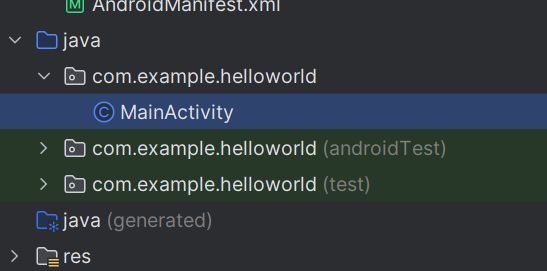 AndroidManifest.xml
java
com.example.helloworld
MainActivity
com.example.helloworld (androidTest)
com.example.helloworld (test)
java (generated)
res